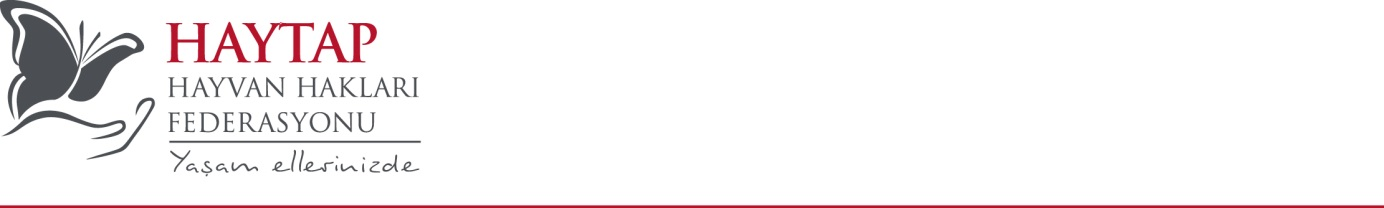 HAYTAP
HAYVAN HAKLARI
FEDERASYONU
Yaşam ellerinizde